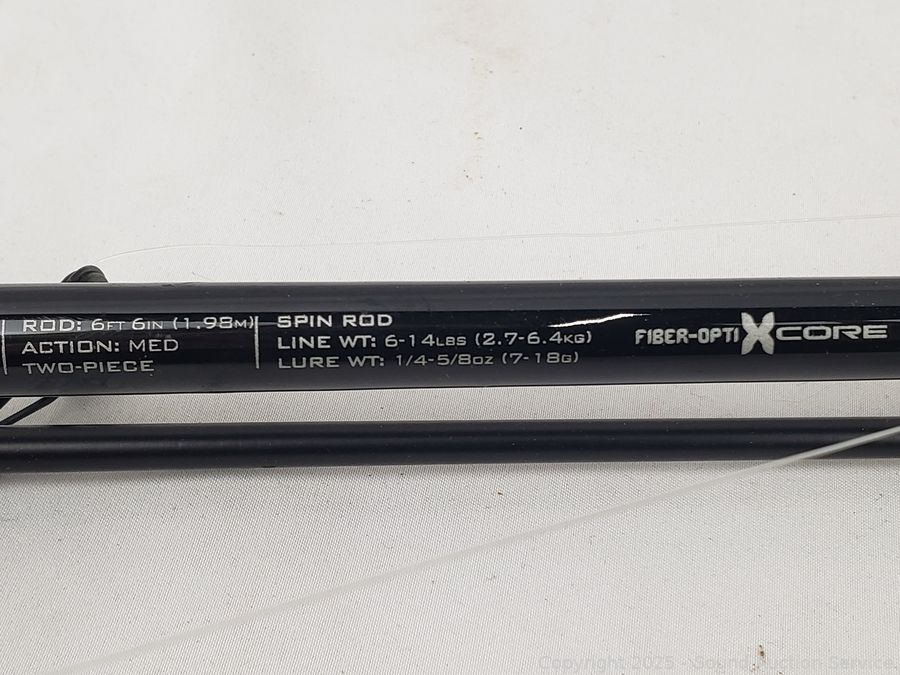 ROD: 6FT 6IN (1.98M)
ACTION: MED
TWO-PIECE
SPIN ROD
LINE WT: 6-14LBS (2.7-6.4KG)
LURE WT: 1/4-5/8OZ (7-18G)
FIBER-OPTI X CORE
Copyright 2025 - Sound Auction Service